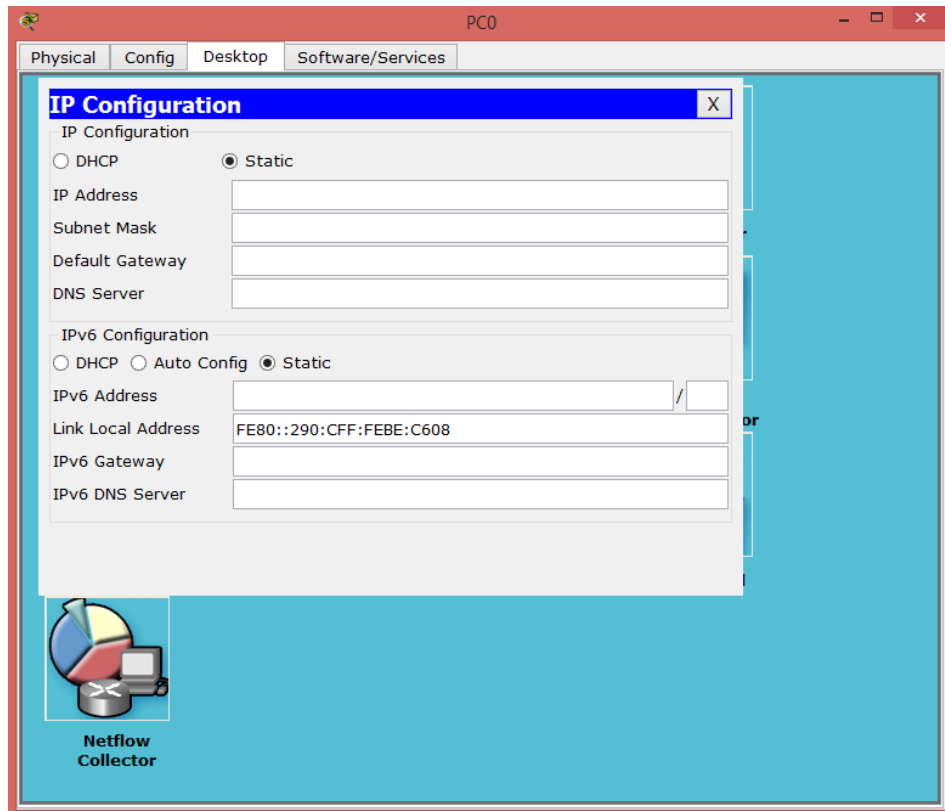 PC0
Physical Config Desktop Software/Services
IP Configuration X
IP Configuration
DHCP Static
IP Address
Subnet Mask
Default Gateway
DNS Server
IPv6 Configuration
DHCP Auto Config Static
IPv6 Address /
Link Local Address FE80::290:CFF:FEBE:C608
IPv6 Gateway
IPv6 DNS Server
Netflow
Collector